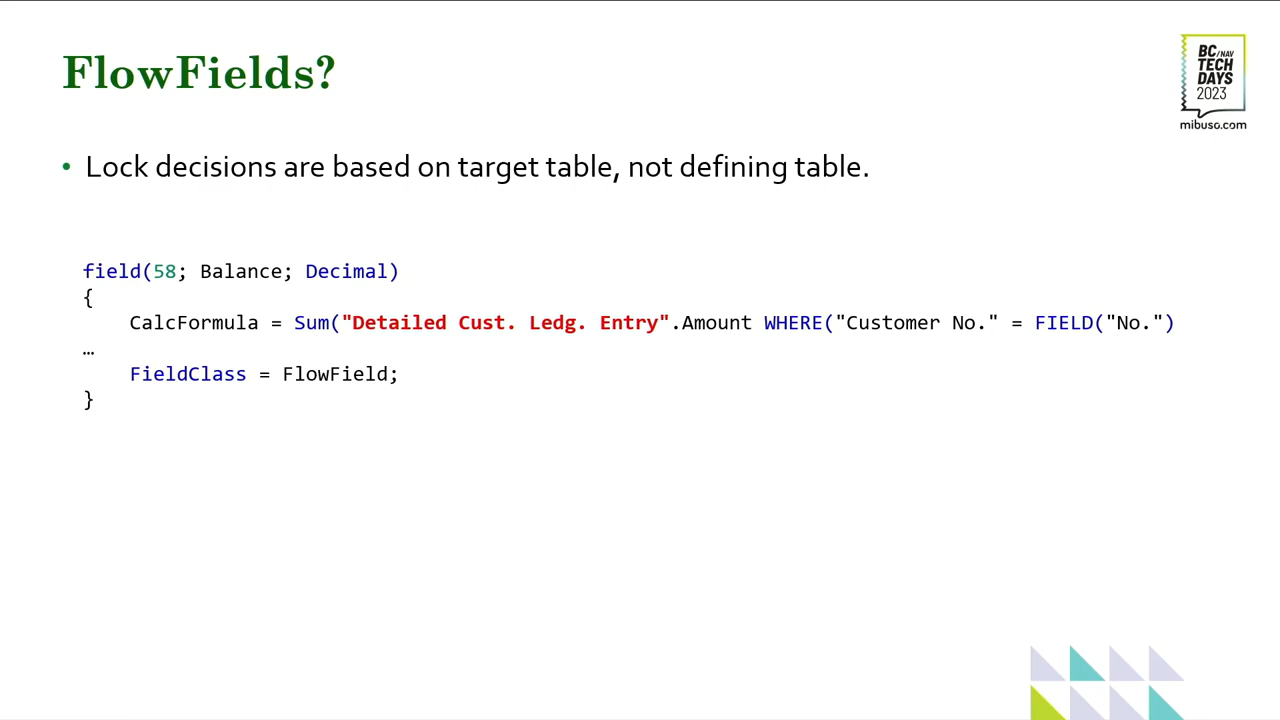 FlowFields?
BC/NAV
TECH
DAYS
2023
mibuso.com
• Lock decisions are based on target table, not defining table.
field(58; Balance; Decimal)
{
CalcFormula = Sum("Detailed Cust. Ledg. Entry".Amount WHERE("Customer No." = FIELD("No.")
…
FieldClass = FlowField;
}